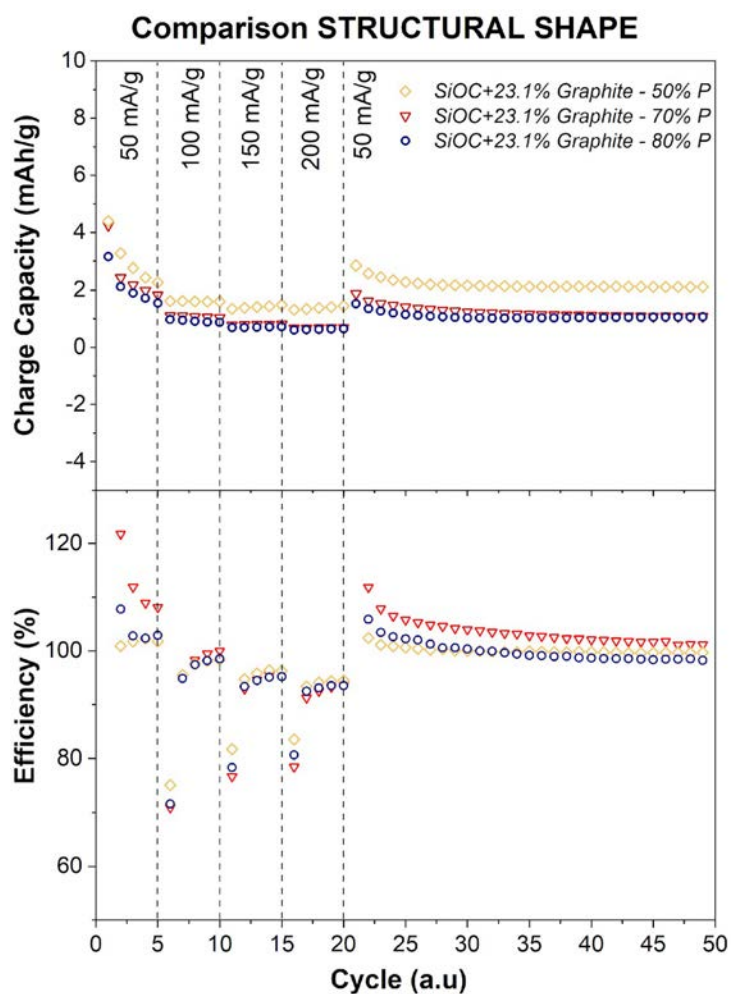 Comparison STRUCTURAL SHAPE
10
8
6
4
2
0
-2
-4
Charge Capacity (mAh/g)
50 mA/g
100 mA/g
150 mA/g
200 mA/g
50 mA/g
SiOC+23.1% Graphite - 50% P
SiOC+23.1% Graphite - 70% P
SiOC+23.1% Graphite - 80% P
120
100
80
60
Efficiency (%)
0 5 10 15 20 25 30 35 40 45 50
Cycle (a.u)